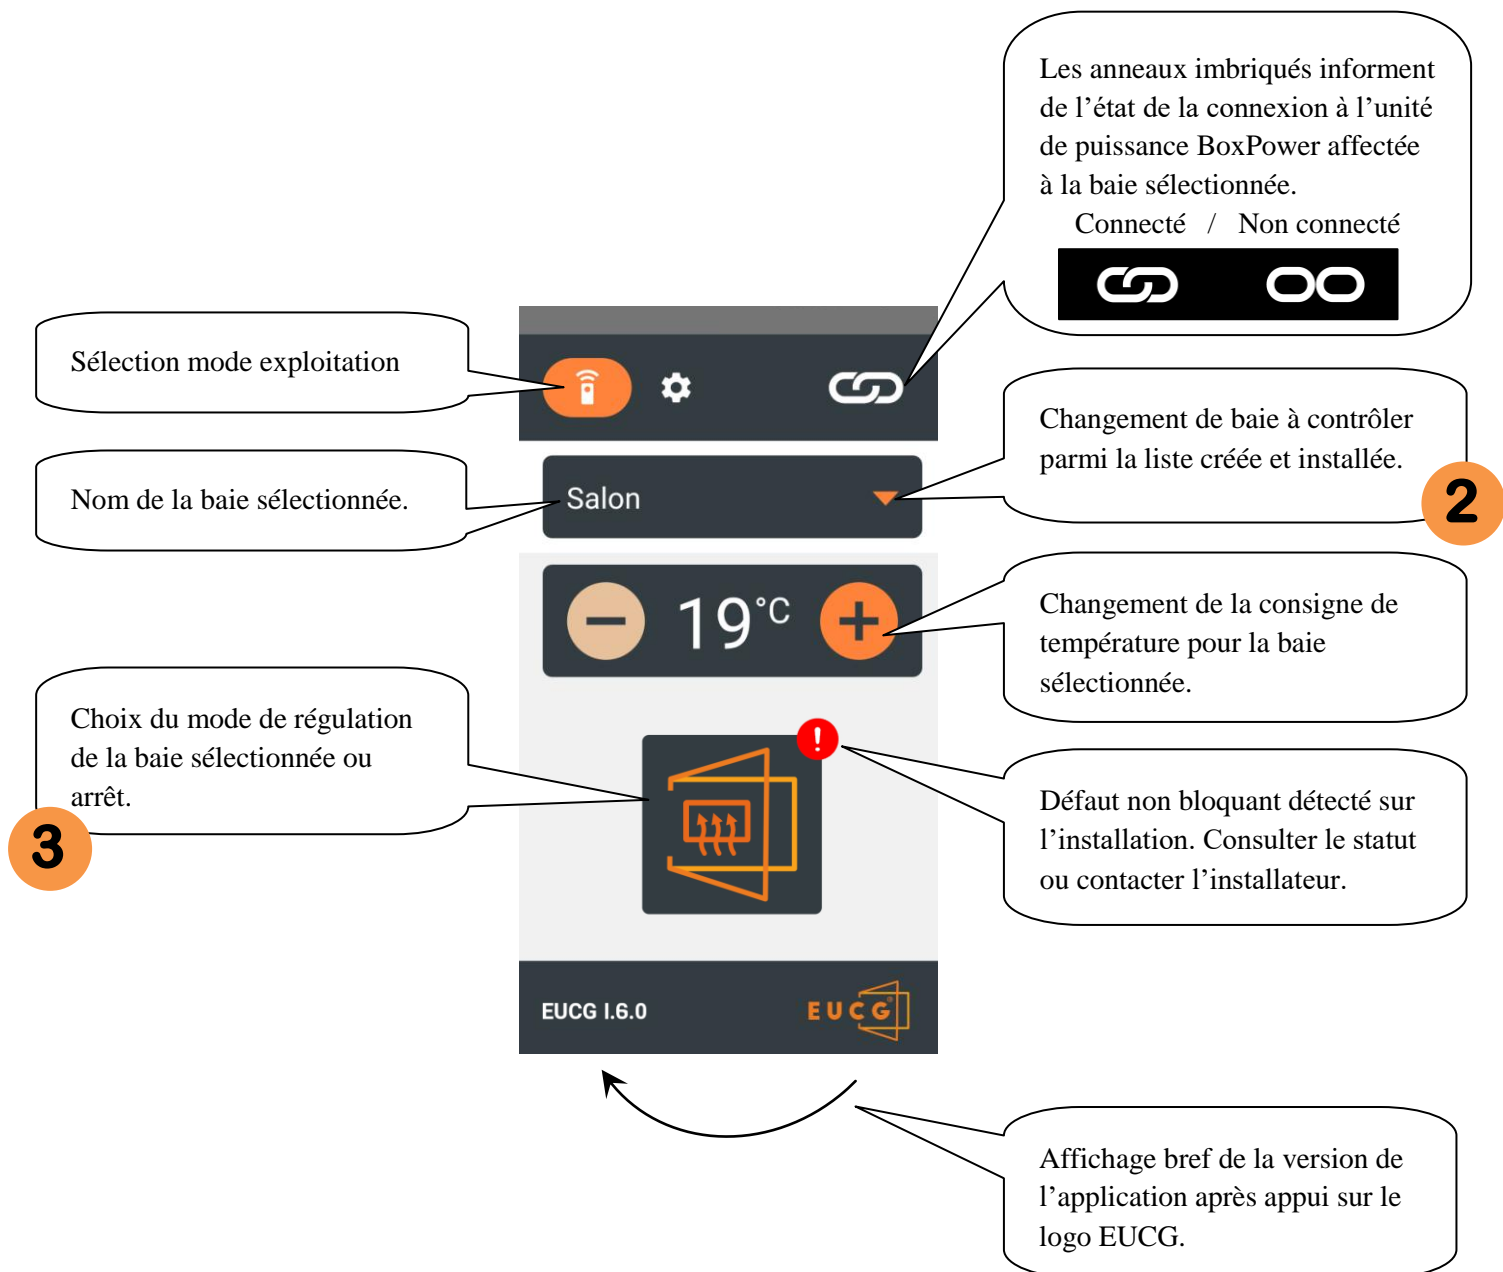 Les anneaux imbriqués informent
de l’état de la connexion à l’unité
de puissance BoxPower affectée
à la baie sélectionnée.
Connecté / Non connecté
Sélection mode exploitation
Changement de baie à contrôler
parmi la liste créée et installée.
2
Nom de la baie sélectionnée.
Salon
19°C
Changement de la consigne de
température pour la baie
sélectionnée.
Choix du mode de régulation
de la baie sélectionnée ou
arrêt.
3
!
Défaut non bloquant détecté sur
l’installation. Consulter le statut
ou contacter l’installateur.
EUCG I.6.0
EUCG®
Affichage bref de la version de
l’application après appui sur le
logo EUCG.